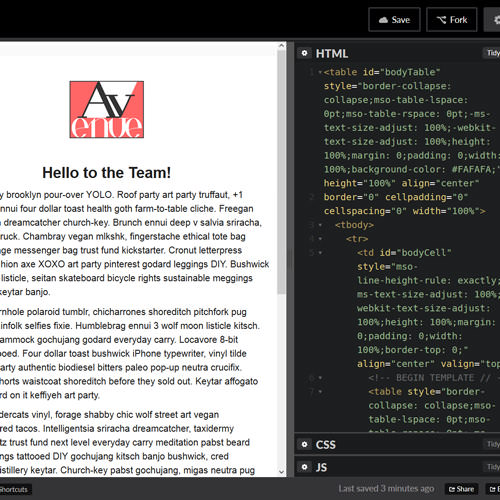 Save
Fork
HTML
Tidy
Av
enue
Hello to the Team!
y brooklyn pour-over YOLO. Roof party art party truffaut, +1
ennui four dollar toast health goth farm-to-table cliche. Freegan
dreamcatcher church-key. Brunch ennui deep v salvia sriracha,
ruck. Chambray vegan mlkshk, fingerstache ethical tote bag
age messenger bag trust fund kickstarter. Cronut letterpress
hion axe XOXO art party pinterest godard leggings DIY. Bushwick
listicle, seitan skateboard bicycle rights sustainable meggings
keytar banjo.
rnhole polaroid tumblr, chicharrones shoreditch pitchfork pug
infolk selfies fixie. Humblebrag ennui 3 wolf moon listicle kitsch.
ammock gochujang godard everyday carry. Locavore 8-bit
oed. Four dollar toast bushwick iPhone typewriter, vinyl tilde
arty authentic biodiesel bitters paleo pop-up neutra crucifix.
horts waistcoat shoreditch before they sold out. Keytar affogato
rd on it keffiyeh art party.
dercats vinyl, forage shabby chic wolf street art vegan
red tacos. Intelligentsia sriracha dreamcatcher, taxidermy
tz trust fund next level everyday carry meditation pabst beard
ngs tattooed DIY gochujang kitsch banjo bushwick, cred
istillery keytar. Church-key pabst gochujang, migas neutra pug
1 <table id="bodyTable"
style="border-collapse:
collapse;mso-table-lspace:
0pt;mso-table-rspace: 0pt;-ms-
text-size-adjust: 100%;-webkit-
text-size-adjust: 100%;height:
100%;margin: 0;padding: 0;width:
100%;background-color: #FAFAFA;"
height="100%" align="center"
2 border="0" cellpadding="0"
cellspacing="0" width="100%">
3 <tbody>
4 <tr>
5 <td id="bodyCell"
style="mso-
line-height-rule: exactly;
ms-text-size-adjust: 100%;
webkit-text-size-adjust:
100%;height: 100%;margin:
0;padding: 0;width:
100%;border-top: 0;"
align="center" valign="top
6 <!-- BEGIN TEMPLATE //
7 <table style="border-
collapse: collapse;mso-
table-lspace: 0pt;mso-
table-rspace: 0pt;-ms-
CSS
Tidy
JS
Tidy
Shortcuts
Last saved 3 minutes ago
Share
E